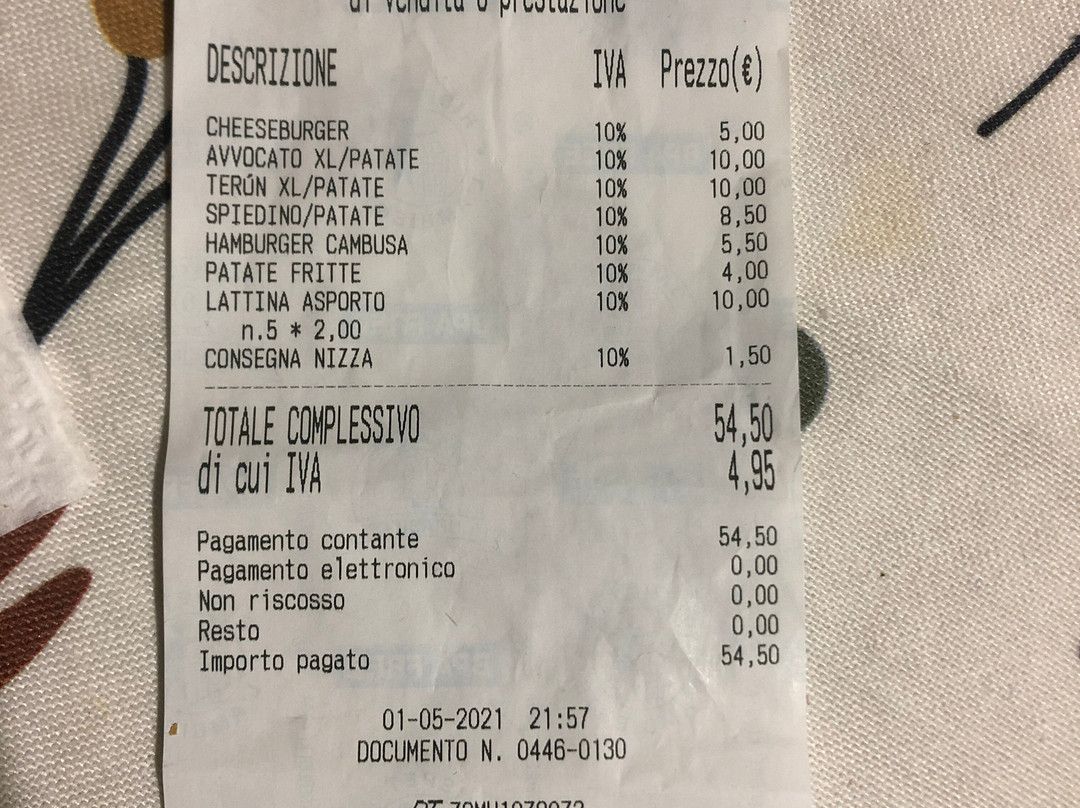 di vendita o prestazione
DESCRIZIONE IVA Prezzo(€)
CHEESEBURGER 10% 5,00
AVVOCATO XL/PATATE 10% 10,00
TERÚN XL/PATATE 10% 10,00
SPIEDINO/PATATE 10% 8,50
HAMBURGER CAMBUSA 10% 5,50
PATATE FRITTE 10% 4,00
LATTINA ASPORTO 10% 10,00
n.5 * 2,00
CONSEGNA NIZZA 10% 1,50
TOTALE COMPLESSIVO 54,50
di cui IVA 4,95
Pagamento contante 54,50
Pagamento elettronico 0,00
Non riscosso 0,00
Resto 0,00
Importo pagato 54,50
01-05-2021 21:57
DOCUMENTO N. 0446-0130